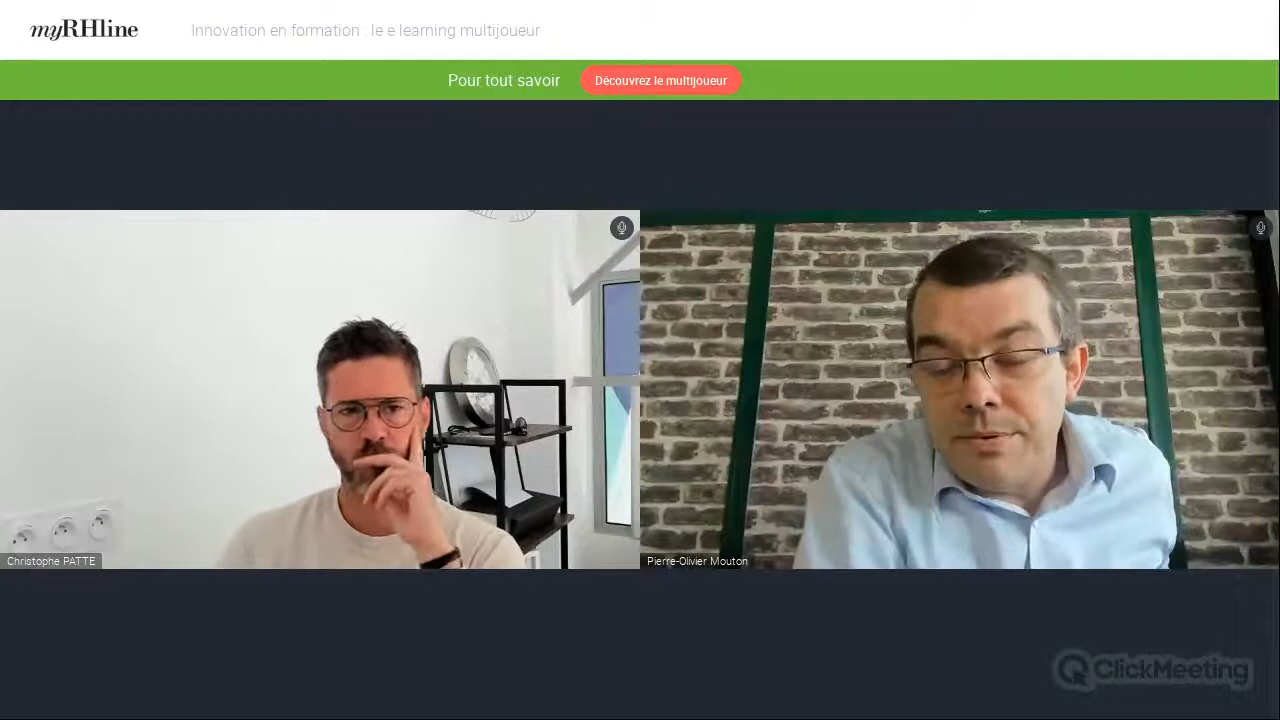 myRHline
Innovation en formation : le e learning multijoueur
Pour tout savoir
Découvrez le multijoueur
Christophe PATTE
Pierre-Olivier Mouton
ClickMeeting